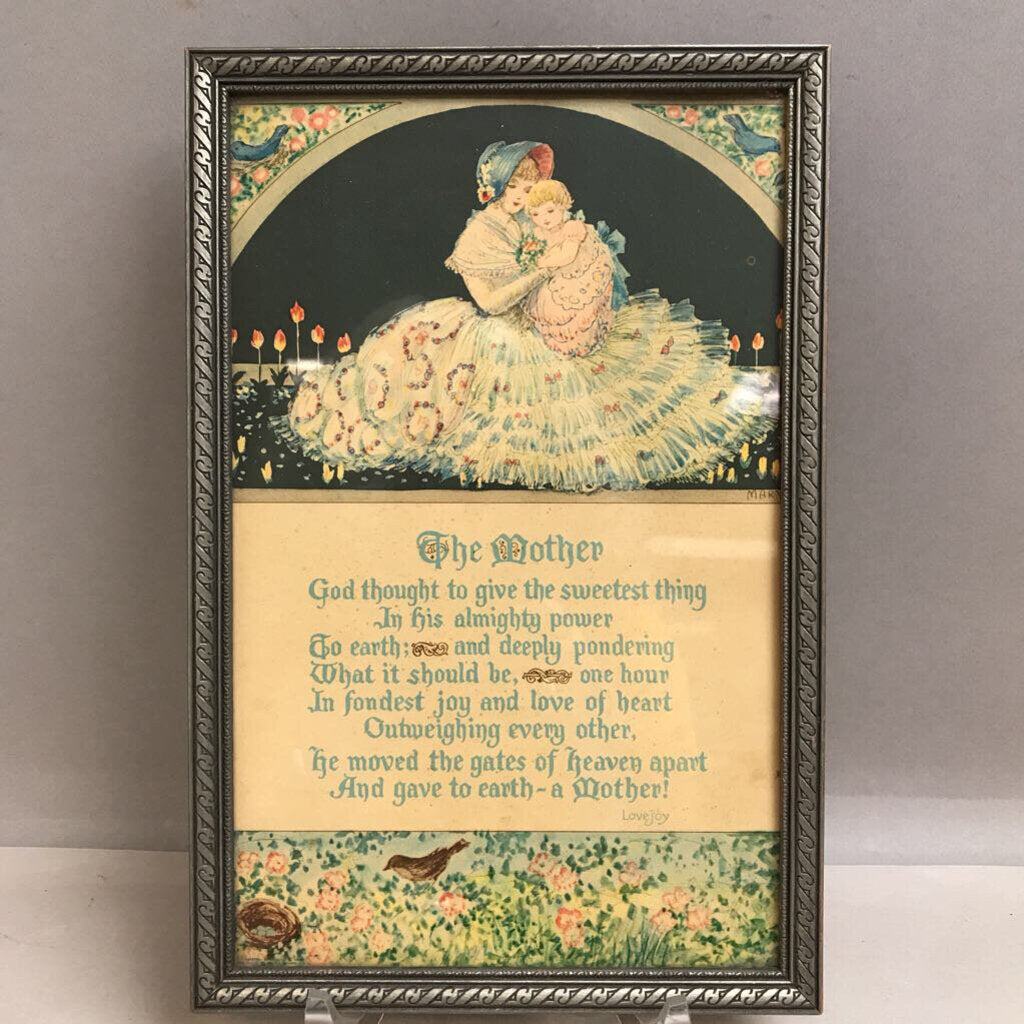 MAR
The Mother
God thought to give the sweetest thing
In his almighty power
To earth; and deeply pondering
What it should be, one hour
In fondest joy and love of heart
Outweighing every other,
He moved the gates of heaven apart
And gave to earth - a Mother!
Lovejoy